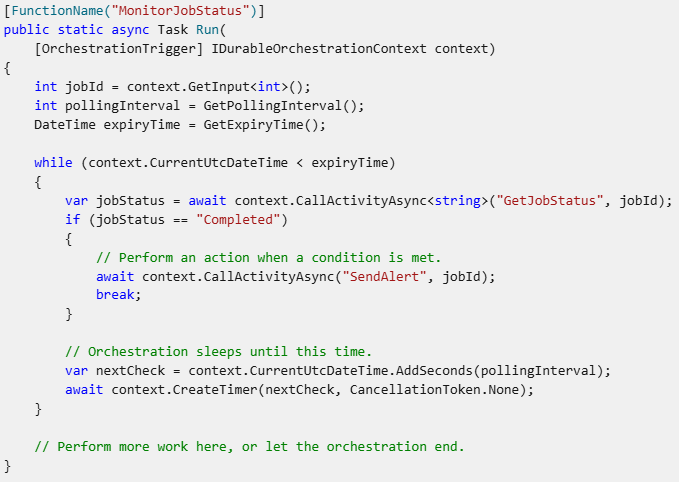 [FunctionName("MonitorJobStatus")]
public static async Task Run(
    [OrchestrationTrigger] IDurableOrchestrationContext context)
{
    int jobId = context.GetInput<int>();
    int pollingInterval = GetPollingInterval();
    DateTime expiryTime = GetExpiryTime();

    while (context.CurrentUtcDateTime < expiryTime)
    {
        var jobStatus = await context.CallActivityAsync<string>("GetJobStatus", jobId);
        if (jobStatus == "Completed")
        {
            // Perform an action when a condition is met.
            await context.CallActivityAsync("SendAlert", jobId);
            break;
        }

        // Orchestration sleeps until this time.
        var nextCheck = context.CurrentUtcDateTime.AddSeconds(pollingInterval);
        await context.CreateTimer(nextCheck, CancellationToken.None);
    }

    // Perform more work here, or let the orchestration end.
}